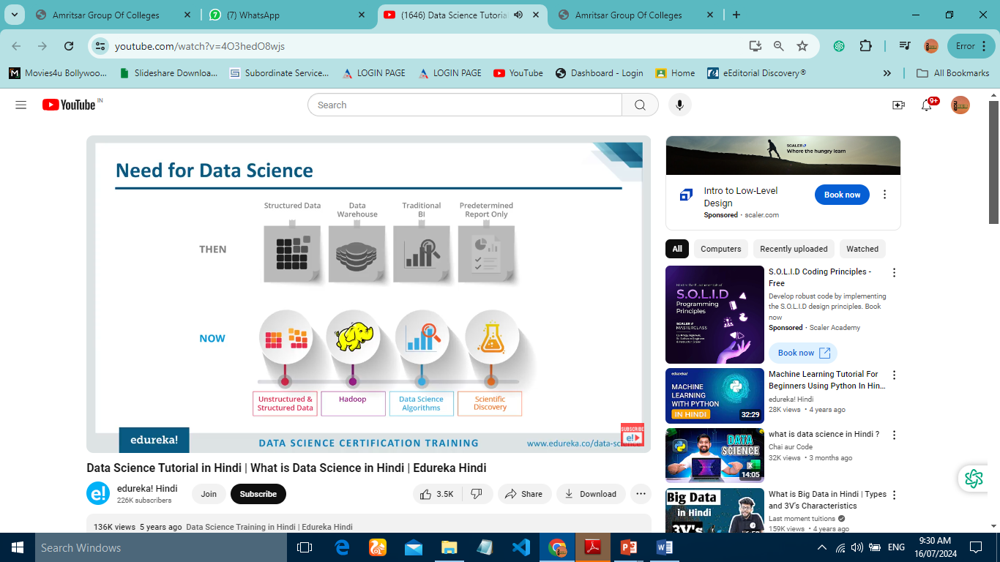 Amritsar Group Of Colleges
(7) WhatsApp
(1646) Data Science Tutorial
Amritsar Group Of Colleges
youtube.com/watch?v=4O3hedO8wjs
Error
Movies4u Bollywoo...
Slideshare Downloa...
Subordinate Service...
LOGIN PAGE
LOGIN PAGE
YouTube
Dashboard - Login
Home
eEditorial Discovery®
All Bookmarks
YouTube IN
Search
9+
Need for Data Science
Structured Data
Data
Warehouse
Traditional
BI
Predetermined
Report Only
THEN
NOW
Unstructured &
Structured Data
Hadoop
Data Science
Algorithms
Scientific
Discovery
edureka!
DATA SCIENCE CERTIFICATION TRAINING
www.edureka.co/data-science
SUBSCRIBE
e!
Data Science Tutorial in Hindi | What is Data Science in Hindi | Edureka Hindi
e!
edureka! Hindi
226K subscribers
Join
Subscribe
3.5K
Share
Download
136K views 5 years ago Data Science Training in Hindi | Edureka Hindi
SCALER
Where the hungry learn
Intro to Low-Level
Design
Sponsored · scaler.com
Book now
All
Computers
Recently uploaded
Watched
Master the Fundamentals of
S.O.L.I.D
Programming
Principles
SCALER
MASTERCLASS
S.O.L.I.D Coding Principles -
Free
Develop robust code by implementing
the S.O.L.I.D design principles. Book
now
Sponsored · Scaler Academy
Book now
edureka!
MACHINE
LEARNING
WITH PYTHON
IN HINDI
32:29
Machine Learning Tutorial For
Beginners Using Python In Hin...
edureka! Hindi
28K views • 4 years ago
DATA
SCIENCE
14:05
what is data science in Hindi ?
Chai aur Code
32K views • 3 months ago
Big Data
in Hindi
3V's
What is Big Data in Hindi | Types
and 3V's Characteristics
Last moment tuitions
159K views • 4 years ago
Search Windows
ENG
9:30 AM
16/07/2024